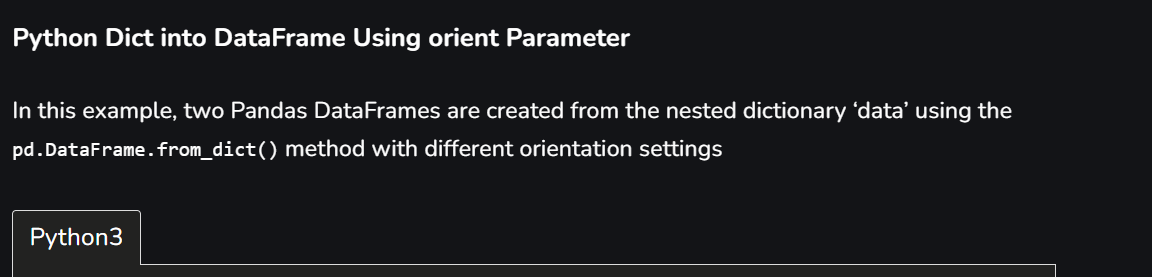 Python Dict into DataFrame Using orient Parameter
In this example, two Pandas DataFrames are created from the nested dictionary ‘data’ using the
pd.DataFrame.from_dict() method with different orientation settings
Python3